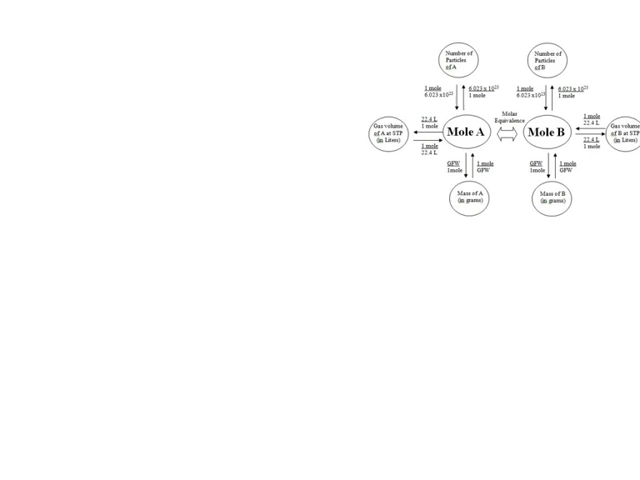 Number of
Particles
of A
Number of
Particles
of B
1 mole
6.023 x10²³
6.023 x 10²³
1 mole
1 mole
6.023 x10²³
6.023 x 10²³
1 mole
Gas volume
of A at STP
(in Liters)
22.4 L
1 mole
1 mole
22.4 L
Mole A
Molar
Equivalence
Mole B
1 mole
22.4 L
22.4 L
1 mole
Gas volume
of B at STP
(in Liters)
GFW
1mole
1 mole
GFW
GFW
1mole
1 mole
GFW
Mass of A
(in grams)
Mass of B
(in grams)